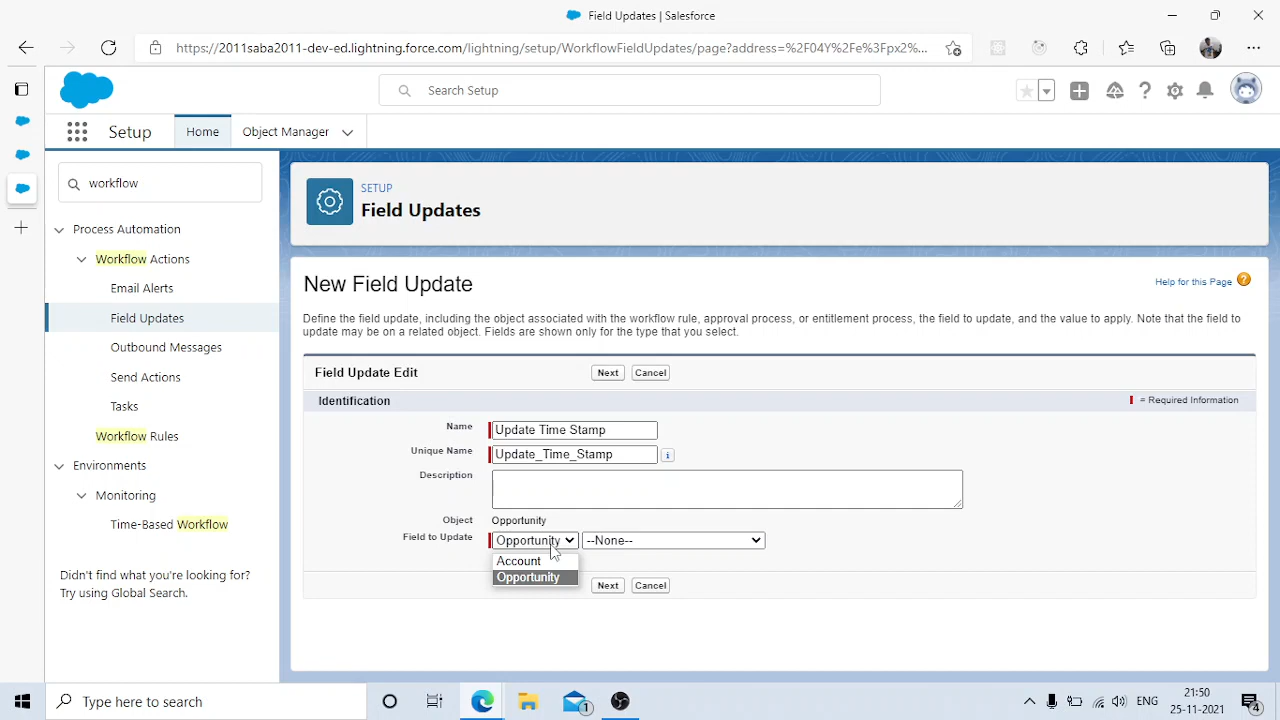 Field Updates | Salesforce
https://2011saba2011-dev-ed.lightning.force.com/lightning/setup/WorkflowFieldUpdates/page?address=%2F04Y%2Fe%3Fpx2%...
Search Setup
Setup
Home
Object Manager
workflow
SETUP
Field Updates
Process Automation
Workflow Actions
Email Alerts
Field Updates
Outbound Messages
Send Actions
Tasks
Workflow Rules
Environments
Monitoring
Time-Based Workflow
Didn't find what you're looking for?
Try using Global Search.
New Field Update
Help for this Page ?
Define the field update, including the object associated with the workflow rule, approval process, or entitlement process, the field to update, and the value to apply. Note that the field to
update may be on a related object. Fields are shown only for the type that you select.
Field Update Edit Next Cancel
Identification = Required Information
Name Update Time Stamp
Unique Name Update_Time_Stamp i
Description
Object Opportunity
Field to Update Opportunity --None--
Account
Opportunity
Next Cancel
Type here to search
1
ENG
21:50
25-11-2021
4